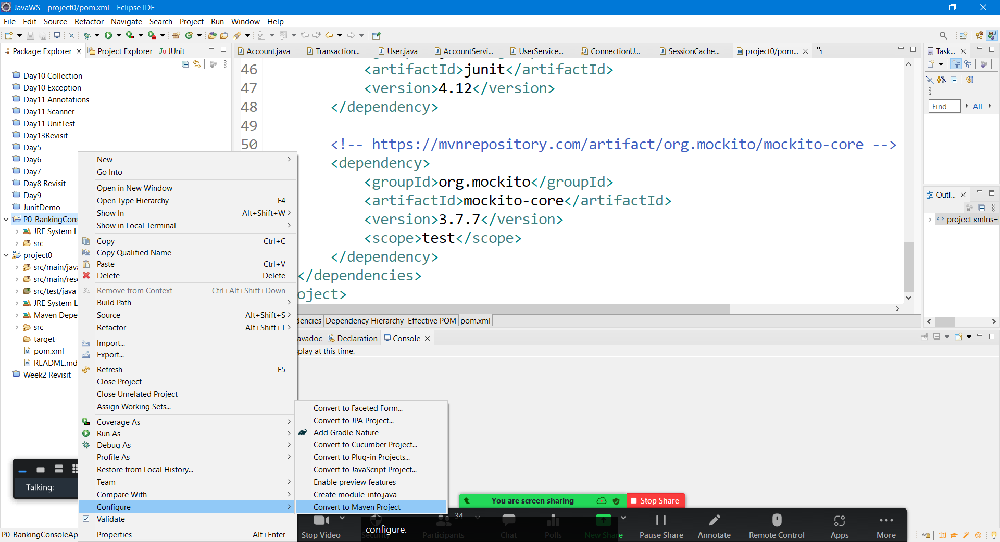 JavaWS - project0/pom.xml - Eclipse IDE
File Edit Source Refactor Navigate Search Project Run Window Help
Package Explorer Project Explorer JUnit
Day10 Collection
Day10 Exception
Day11 Annotations
Day11 Scanner
Day11 UnitTest
Day13Revisit
Day5
Day6
Day7
Day8 Revisit
Day9
JunitDemo
P0-BankingCons
JRE System L
src
project0
src/main/java
src/main/res
src/test/java
JRE System L
Maven Depe
src
target
pom.xml
README.md
Week2 Revisit
New
Go Into
Open in New Window
Open Type Hierarchy F4
Show In Alt+Shift+W
Show in Local Terminal
Copy Ctrl+C
Copy Qualified Name
Paste Ctrl+V
Delete Delete
Remove from Context Ctrl+Alt+Shift+Down
Build Path
Source Alt+Shift+S
Refactor Alt+Shift+T
Import...
Export...
Refresh F5
Close Project
Close Unrelated Project
Assign Working Sets...
Coverage As
Run As
Debug As
Profile As
Restore from Local History...
Team
Compare With
Configure
Validate
Properties Alt+Enter
Convert to Faceted Form...
Convert to JPA Project...
Add Gradle Nature
Convert to Cucumber Project...
Convert to Plug-in Projects...
Convert to JavaScript Project...
Enable preview features
Create module-info.java
Convert to Maven Project
Account.java Transaction... User.java AccountServi... UserService... ConnectionU... SessionCache... project0/pom... »1
46 <artifactId>junit</artifactId>
47 <version>4.12</version>
48 </dependency>
49
50 <!-- https://mvnrepository.com/artifact/org.mockito/mockito-core -->
<dependency>
<groupId>org.mockito</groupId>
<artifactId>mockito-core</artifactId>
<version>3.7.7</version>
<scope>test</scope>
</dependency>
</dependencies>
oject>
dencies Dependency Hierarchy Effective POM pom.xml
avadoc Declaration Console
splay at this time.
Task...
Find All
Outl...
project xmlns=
Talking:
You are screen sharing Stop Share
34
Stop Video Security Participants Chat Polls New Share Pause Share Annotate Remote Control Apps More
configure.
P0-BankingConsoleAp